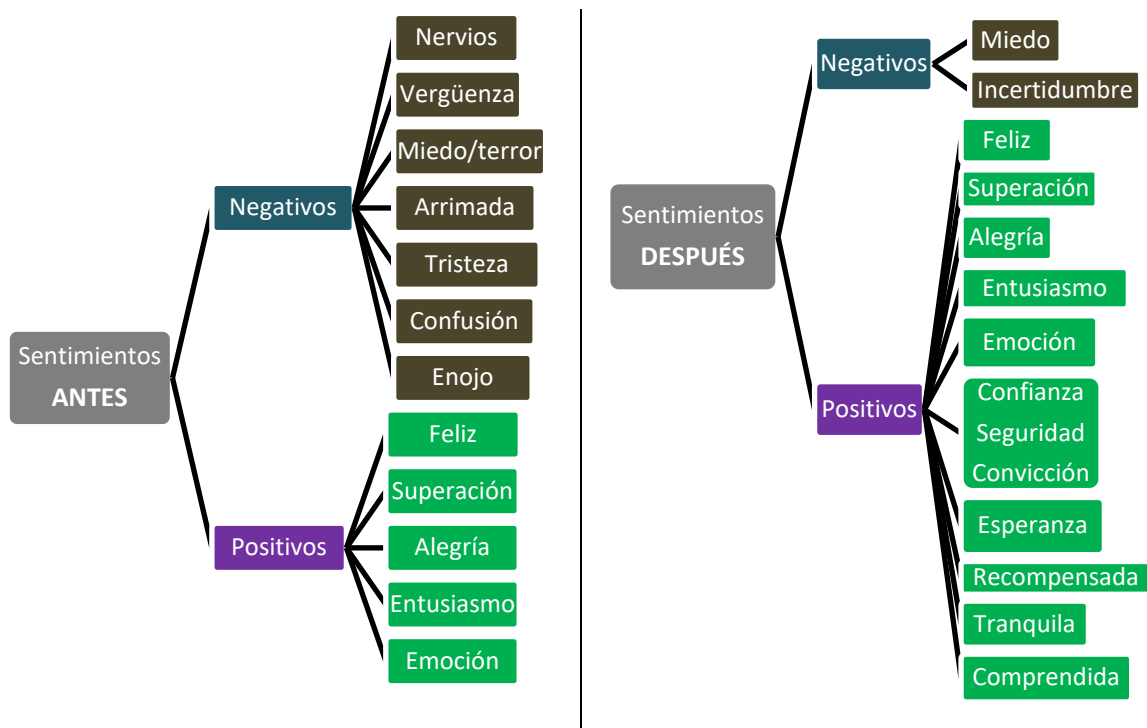 Sentimientos
ANTES
Negativos
Nervios
Vergüenza
Miedo/terror
Arrimada
Tristeza
Confusión
Enojo
Positivos
Feliz
Superación
Alegría
Entusiasmo
Emoción
Sentimientos
DESPUÉS
Negativos
Miedo
Incertidumbre
Positivos
Feliz
Superación
Alegría
Entusiasmo
Emoción
Confianza
Seguridad
Convicción
Esperanza
Recompensada
Tranquila
Comprendida